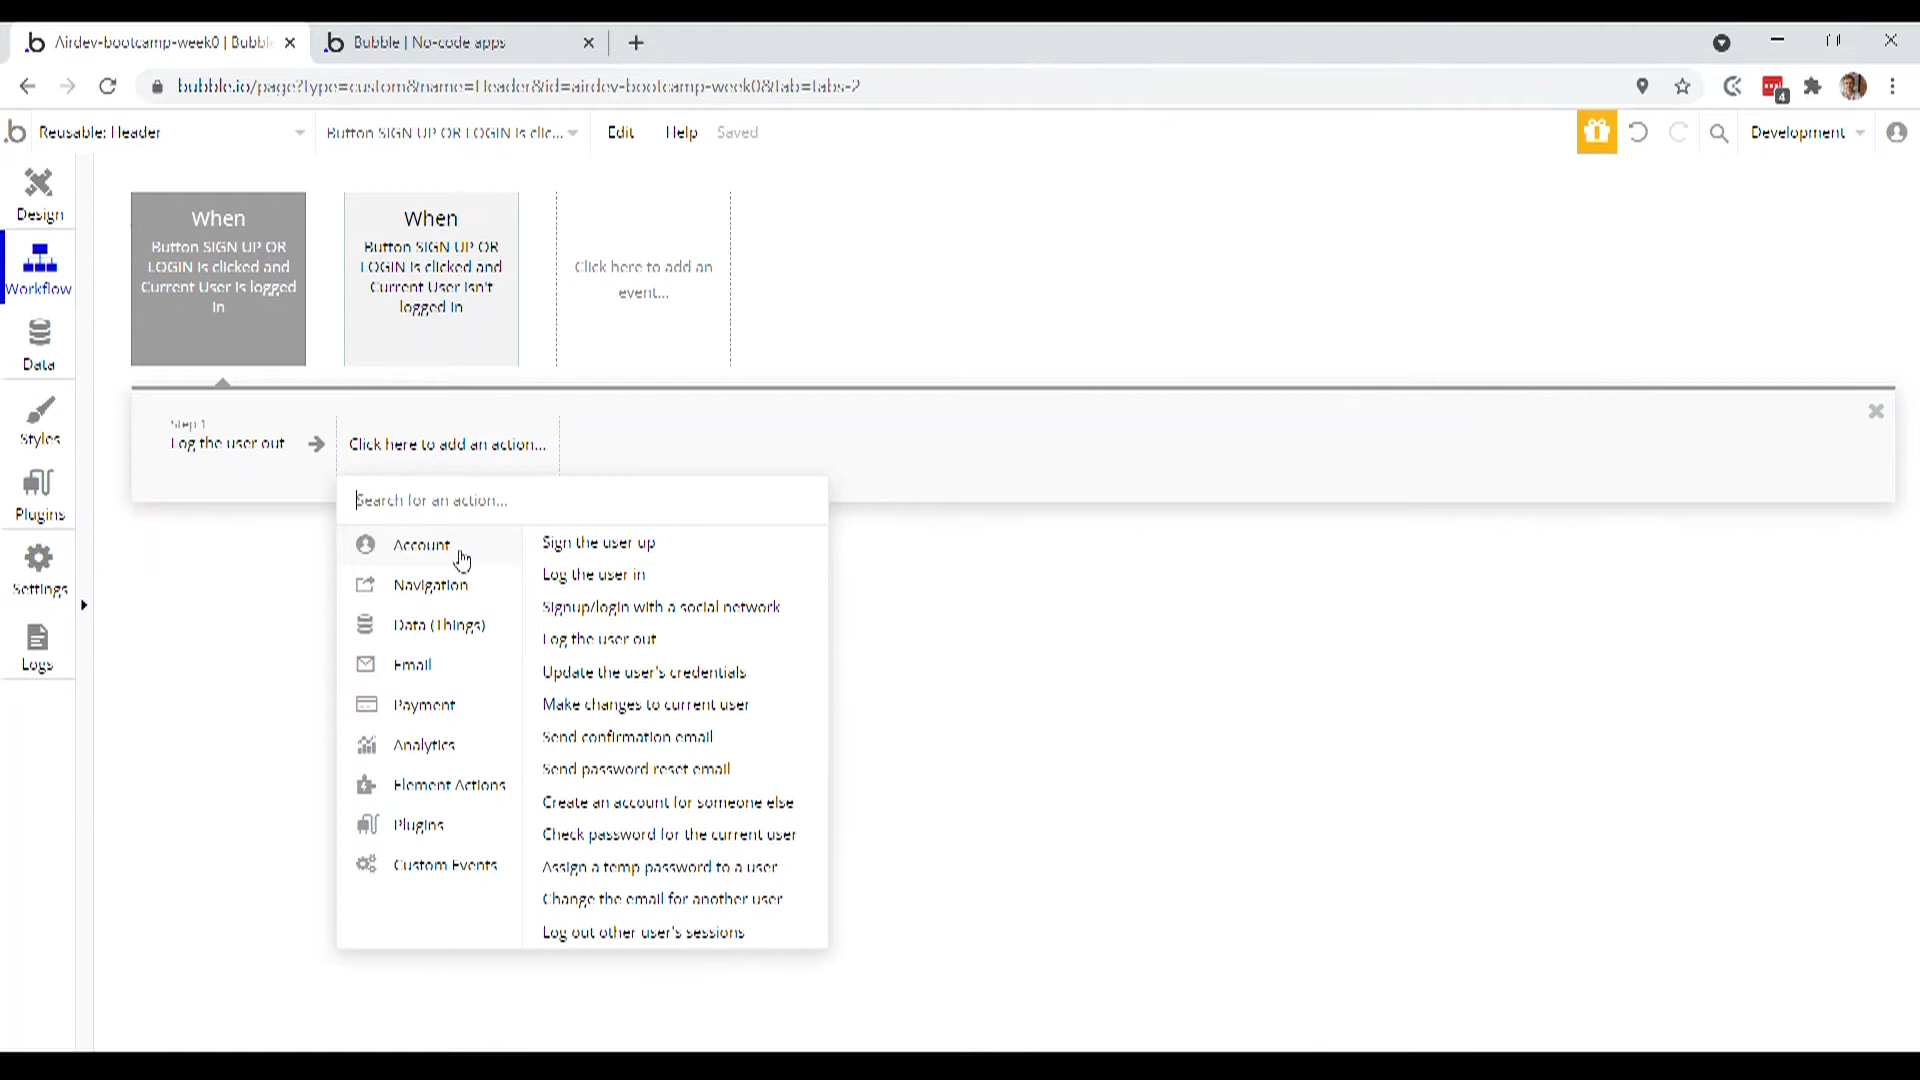 Airdev-bootcamp-week0 | Bubble
Bubble | No-code apps
bubble.io/page?type=custom&name=Header&id=airdev-bootcamp-week0&tab=tabs-2
4
Reusable: Header
Button SIGN UP OR LOGIN is clic...
Edit
Help
Saved
Development
Design
Workflow
Data
Styles
Plugins
Settings
Logs
When
Button SIGN UP OR
LOGIN is clicked and
Current User is logged
in
When
Button SIGN UP OR
LOGIN is clicked and
Current User isn't
logged in
Click here to add an
event...
Step 1
Log the user out
Click here to add an action...
Search for an action...
Account
Navigation
Data (Things)
Email
Payment
Analytics
Element Actions
Plugins
Custom Events
Sign the user up
Log the user in
Signup/login with a social network
Log the user out
Update the user's credentials
Make changes to current user
Send confirmation email
Send password reset email
Create an account for someone else
Check password for the current user
Assign a temp password to a user
Change the email for another user
Log out other user's sessions